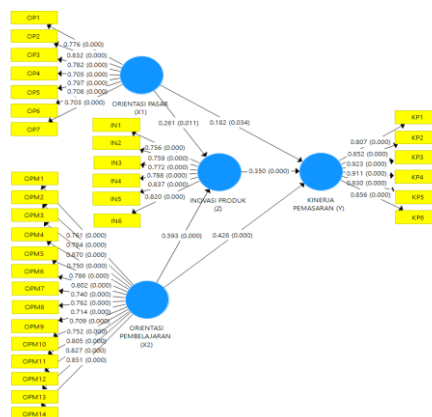 OP1
OP2
OP3
OP4
OP5
OP6
OP7
0.776 (0.000)
0.832 (0.000)
0.782 (0.000)
0.705 (0.000)
0.797 (0.000)
0.708 (0.000)
0.703 (0.000)
ORIENTASI PASAR
(X1)
0.261 (0.011)
0.182 (0.034)
IN1
IN2
IN3
IN4
IN5
IN6
0.756 (0.000)
0.759 (0.000)
0.772 (0.000)
0.788 (0.000)
0.837 (0.000)
0.820 (0.000)
INOVASI PRODUK
(Z)
0.350 (0.000)
KINERJA
PEMASARAN (Y)
0.807 (0.000)
0.852 (0.000)
0.923 (0.000)
0.911 (0.000)
0.830 (0.000)
0.856 (0.000)
KP1
KP2
KP3
KP4
KP5
KP6
0.593 (0.000)
0.426 (0.000)
OPM1
OPM2
OPM3
OPM4
OPM5
OPM6
OPM7
OPM8
OPM9
OPM10
OPM11
OPM12
OPM13
OPM14
0.761 (0.000)
0.784 (0.000)
0.670 (0.000)
0.750 (0.000)
0.786 (0.000)
0.802 (0.000)
0.740 (0.000)
0.762 (0.000)
0.714 (0.000)
0.709 (0.000)
0.752 (0.000)
0.805 (0.000)
0.827 (0.000)
0.851 (0.000)
ORIENTASI
PEMBELAJARAN
(X2)